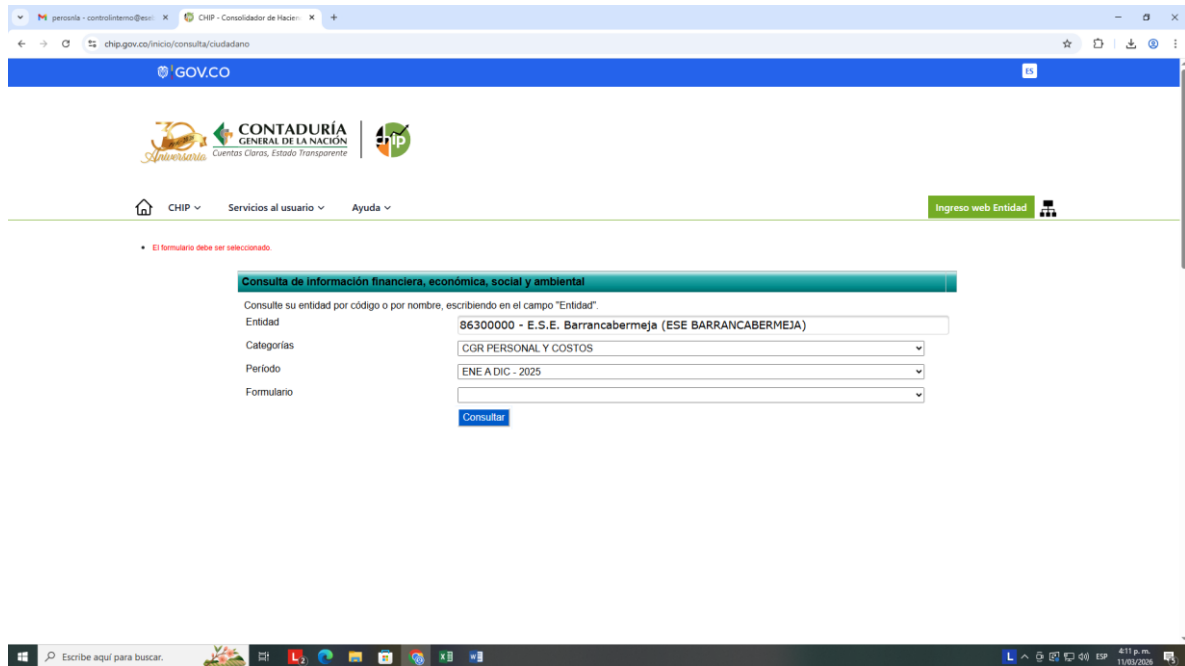 perosnla - controlinterno@ese
CHIP - Consolidador de Hacien
chip.gov.co/inicio/consulta/ciudadano
GOV.CO
ES
30 Aniversario
CONTADURÍA
GENERAL DE LA NACIÓN
Cuentas Claras, Estado Transparente
chip
CHIP
Servicios al usuario
Ayuda
Ingreso web Entidad
El formulario debe ser seleccionado.
Consulta de información financiera, económica, social y ambiental
Consulte su entidad por código o por nombre, escribiendo en el campo "Entidad".
Entidad
86300000 - E.S.E. Barrancabermeja (ESE BARRANCABERMEJA)
Categorías
CGR PERSONAL Y COSTOS
Período
ENE A DIC - 2025
Formulario
Consultar
Escribe aquí para buscar.
ESP
4:11 p. m.
11/03/2026